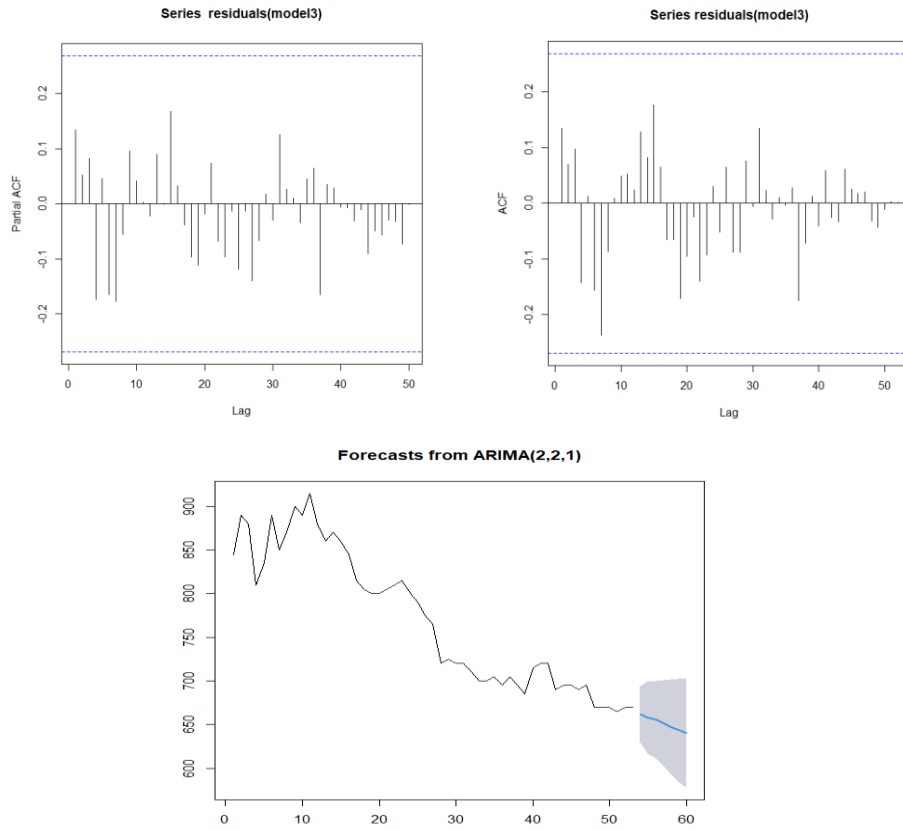 Series residuals(model3)
Partial ACF
0.2
0.1
0.0
-0.1
-0.2
0 10 20 30 40 50
Lag
Series residuals(model3)
ACF
0.2
0.1
0.0
-0.1
-0.2
0 10 20 30 40 50
Lag
Forecasts from ARIMA(2,2,1)
900
850
800
750
700
650
600
0 10 20 30 40 50 60